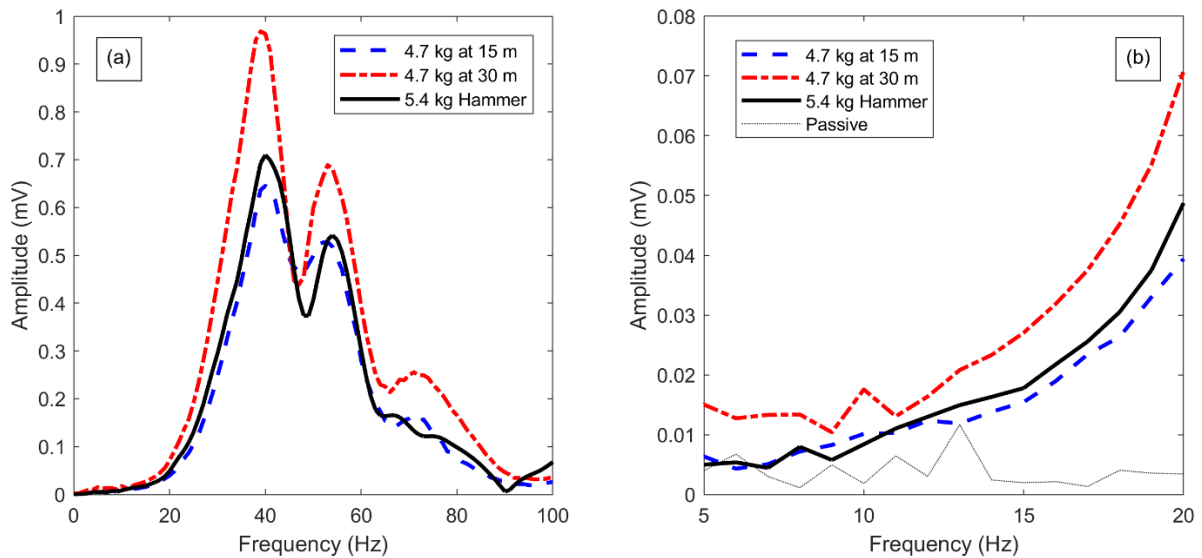 (a)
4.7 kg at 15 m
4.7 kg at 30 m
5.4 kg Hammer
1
0.9
0.8
0.7
0.6
0.5
0.4
0.3
0.2
0.1
0
Amplitude (mV)
0 20 40 60 80 100
Frequency (Hz)
(b)
4.7 kg at 15 m
4.7 kg at 30 m
5.4 kg Hammer
Passive
0.08
0.07
0.06
0.05
0.04
0.03
0.02
0.01
0
Amplitude (mV)
5 10 15 20
Frequency (Hz)